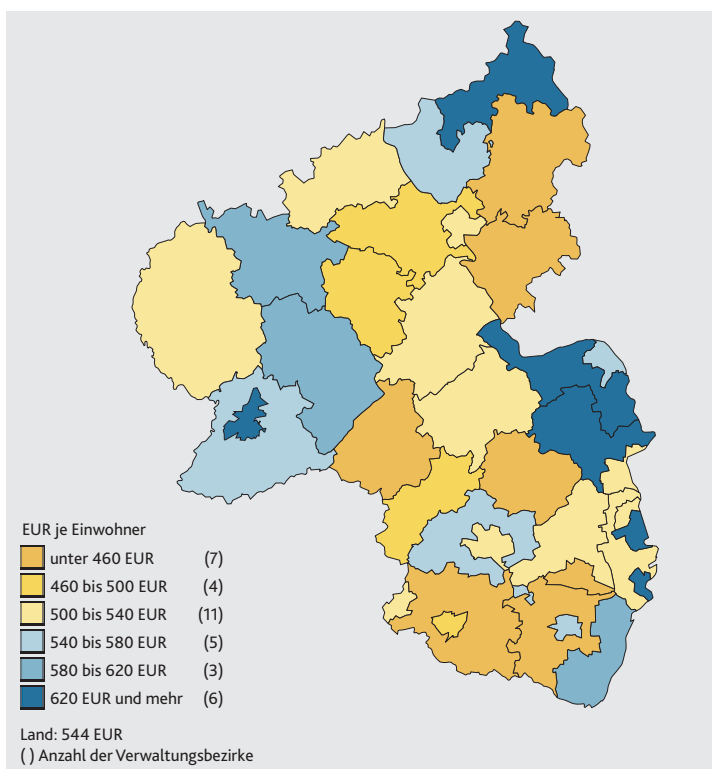 EUR je Einwohner
unter 460 EUR (7)
460 bis 500 EUR (4)
500 bis 540 EUR (11)
540 bis 580 EUR (5)
580 bis 620 EUR (3)
620 EUR und mehr (6)
Land: 544 EUR
( ) Anzahl der Verwaltungsbezirke